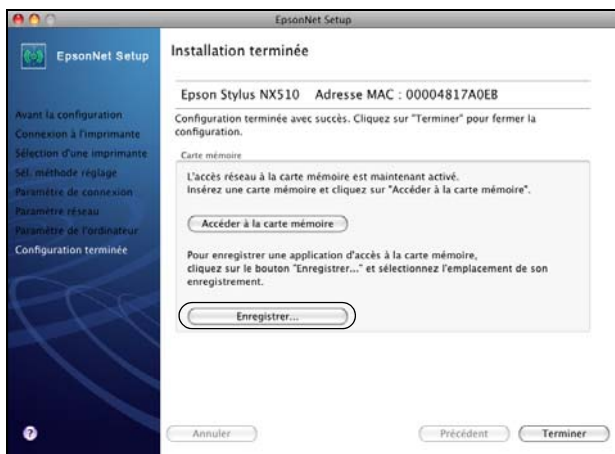 EpsonNet Setup
EpsonNet Setup
Avant la configuration
Connexion à l'imprimante
Sélection d'une imprimante
Sél. méthode réglage
Paramètre de connexion
Paramètre réseau
Paramètre de l'ordinateur
Configuration terminée
Installation terminée
Epson Stylus NX510 Adresse MAC : 00004817A0EB
Configuration terminée avec succès. Cliquez sur "Terminer" pour fermer la
configuration.
Carte mémoire
L'accès réseau à la carte mémoire est maintenant activé.
Insérez une carte mémoire et cliquez sur "Accéder à la carte mémoire".
Accéder à la carte mémoire
Pour enregistrer une application d'accès à la carte mémoire,
cliquez sur le bouton "Enregistrer..." et sélectionnez l'emplacement de son
enregistrement.
Enregistrer...
?
Annuler
Précédent
Terminer